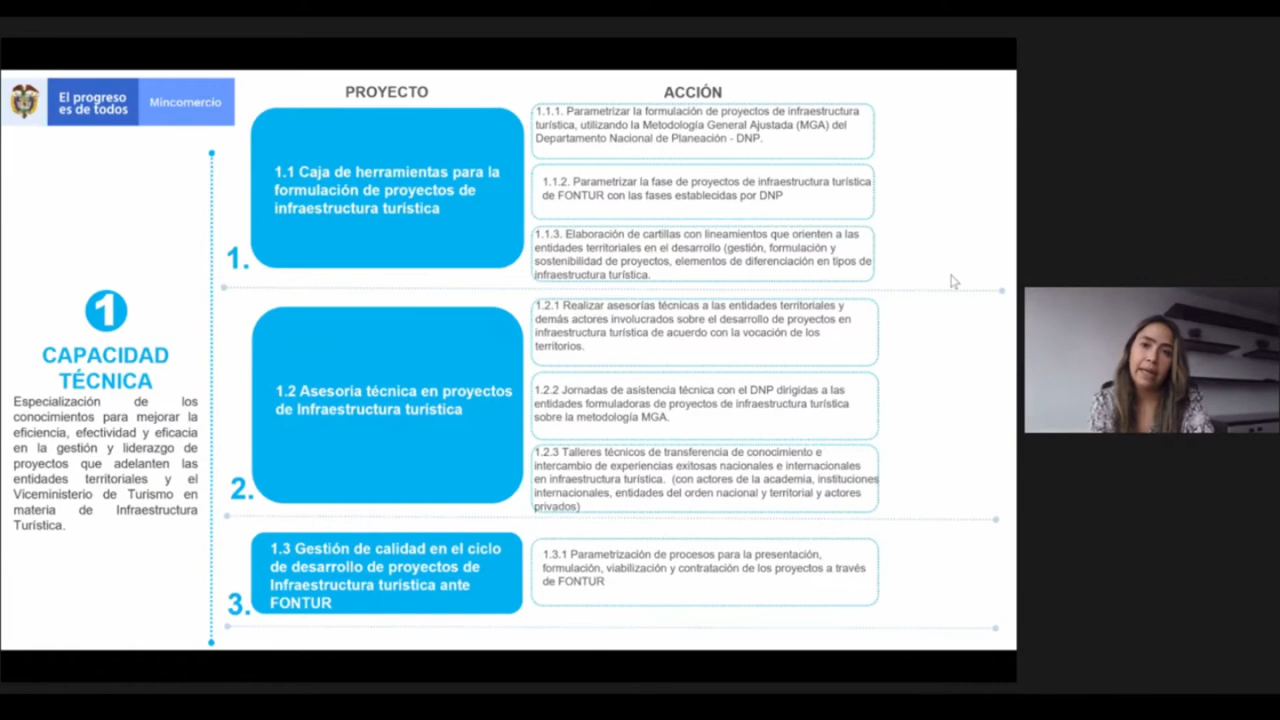 El progreso
es de todos
Mincomercio
PROYECTO
ACCIÓN
1
CAPACIDAD
TÉCNICA
Especialización de los
conocimientos para mejorar la
eficiencia, efectividad y eficacia
en la gestión y liderazgo de
proyectos que adelanten las
entidades territoriales y el
Viceministerio de Turismo en
materia de Infraestructura
Turística.
1.
1.1 Caja de herramientas para la
formulación de proyectos de
infraestructura turística
1.1.1. Parametrizar la formulación de proyectos de infraestructura
turística, utilizando la Metodología General Ajustada (MGA) del
Departamento Nacional de Planeación - DNP.
1.1.2. Parametrizar la fase de proyectos de infraestructura turística
de FONTUR con las fases establecidas por DNP
1.1.3. Elaboración de cartillas con lineamientos que orienten a las
entidades territoriales en el desarrollo (gestión, formulación y
sostenibilidad de proyectos, elementos de diferenciación en tipos de
infraestructura turística.
2.
1.2 Asesoria técnica en proyectos
de Infraestructura turística
1.2.1 Realizar asesorías técnicas a las entidades territoriales y
demás actores involucrados sobre el desarrollo de proyectos en
infraestructura turística de acuerdo con la vocación de los
territorios.
1.2.2 Jornadas de asistencia técnica con el DNP dirigidas a las
entidades formuladoras de proyectos de infraestructura turística
sobre la metodología MGA.
1.2.3 Talleres técnicos de transferencia de conocimiento e
intercambio de experiencias exitosas nacionales e internacionales
en infraestructura turística. (con actores de la academia, instituciones
internacionales, entidades del orden nacional y territorial y actores
privados)
3.
1.3 Gestión de calidad en el ciclo
de desarrollo de proyectos de
Infraestructura turistica ante
FONTUR
1.3.1 Parametrización de procesos para la presentación,
formulación, viabilización y contratación de los proyectos a través
de FONTUR